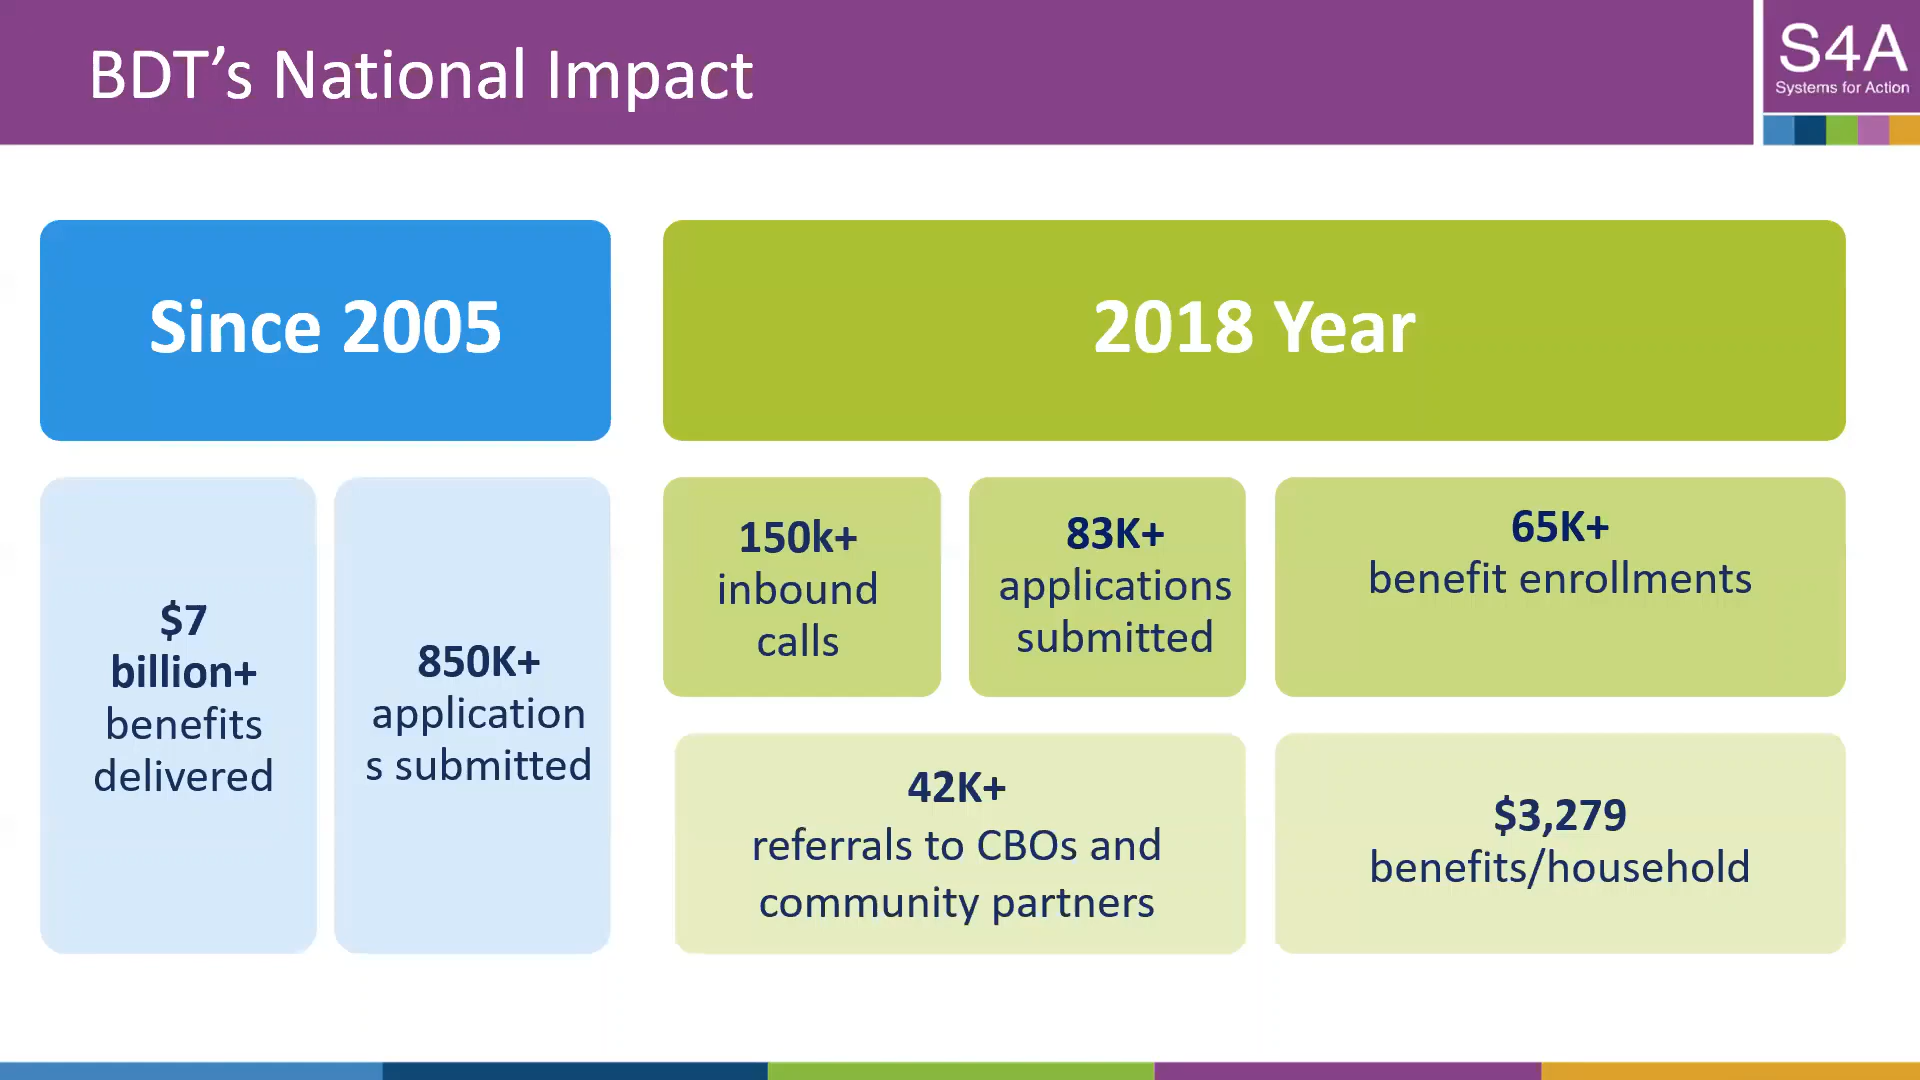 BDT’s National Impact
S4A
Systems for Action
Since 2005
2018 Year
$7
billion+
benefits
delivered
850K+
application
s submitted
150k+
inbound
calls
83K+
applications
submitted
65K+
benefit enrollments
42K+
referrals to CBOs and
community partners
$3,279
benefits/household